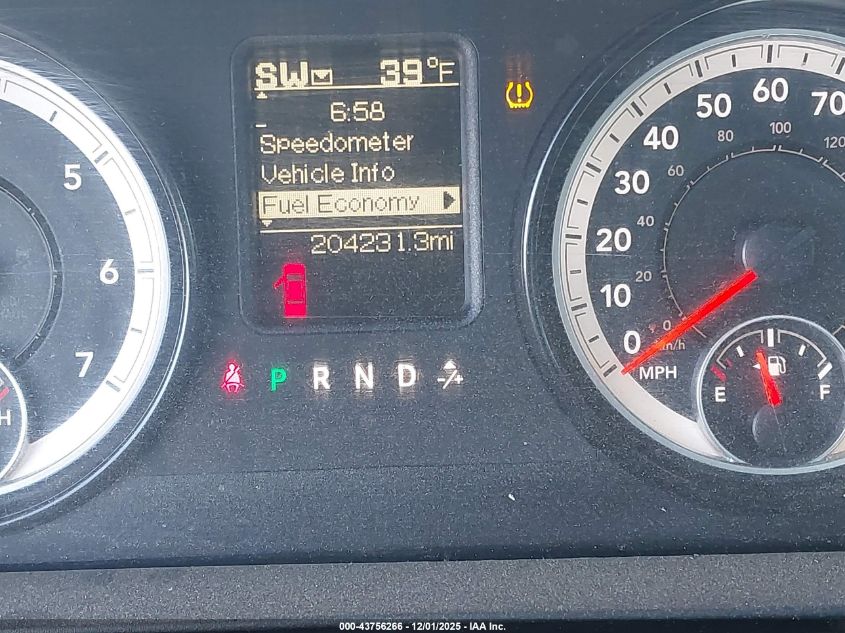 SW 39°F
6:58
Speedometer
Vehicle Info
Fuel Economy
204231.3mi
P R N D -/+
5
6
7
H
0 10 20 30 40 50 60 70
0 20 40 60 80 100 120
km/h
MPH
E F
000-43756266 - 12/01/2025 - IAA Inc.